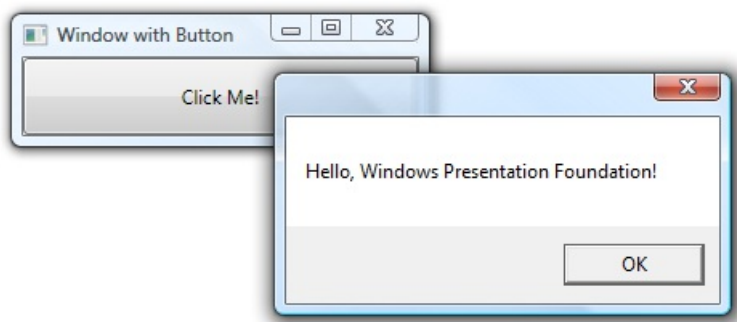 Window with Button
Click Me!
Hello, Windows Presentation Foundation!
OK